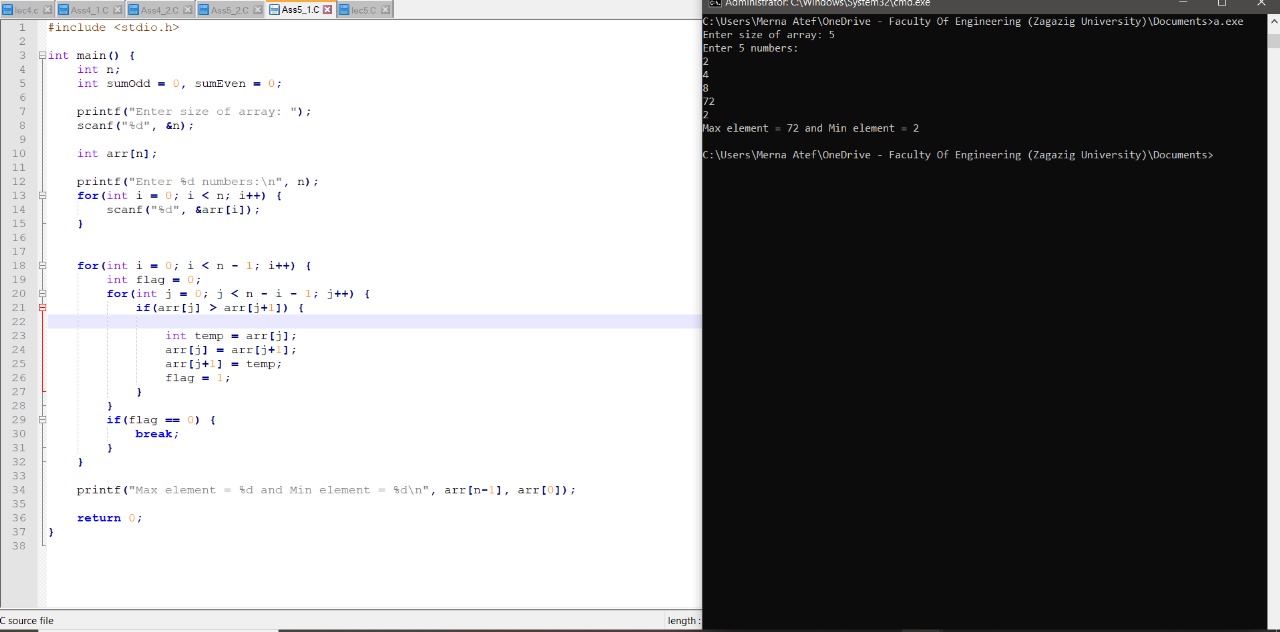 lec4.c Ass4_1.C Ass4_2.C Ass5_2.C Ass5_1.C lec5.C
1 #include <stdio.h>
2
3 int main() {
4 int n;
5 int sumOdd = 0, sumEven = 0;
6
7 printf("Enter size of array: ");
8 scanf("%d", &n);
9
10 int arr[n];
11
12 printf("Enter %d numbers:\n", n);
13 for(int i = 0; i < n; i++) {
14 scanf("%d", &arr[i]);
15 }
16
17
18 for(int i = 0; i < n - 1; i++) {
19 int flag = 0;
20 for(int j = 0; j < n - i - 1; j++) {
21 if(arr[j] > arr[j+1]) {
22
23 int temp = arr[j];
24 arr[j] = arr[j+1];
25 arr[j+1] = temp;
26 flag = 1;
27 }
28 }
29 if(flag == 0) {
30 break;
31 }
32 }
33
34 printf("Max element = %d and Min element = %d\n", arr[n-1], arr[0]);
35
36 return 0;
37 }
38
C source file length :
Administrator: C:\Windows\System32\cmd.exe
C:\Users\Merna Atef\OneDrive - Faculty Of Engineering (Zagazig University)\Documents>a.exe
Enter size of array: 5
Enter 5 numbers:
2
4
8
72
2
Max element = 72 and Min element = 2
C:\Users\Merna Atef\OneDrive - Faculty Of Engineering (Zagazig University)\Documents>